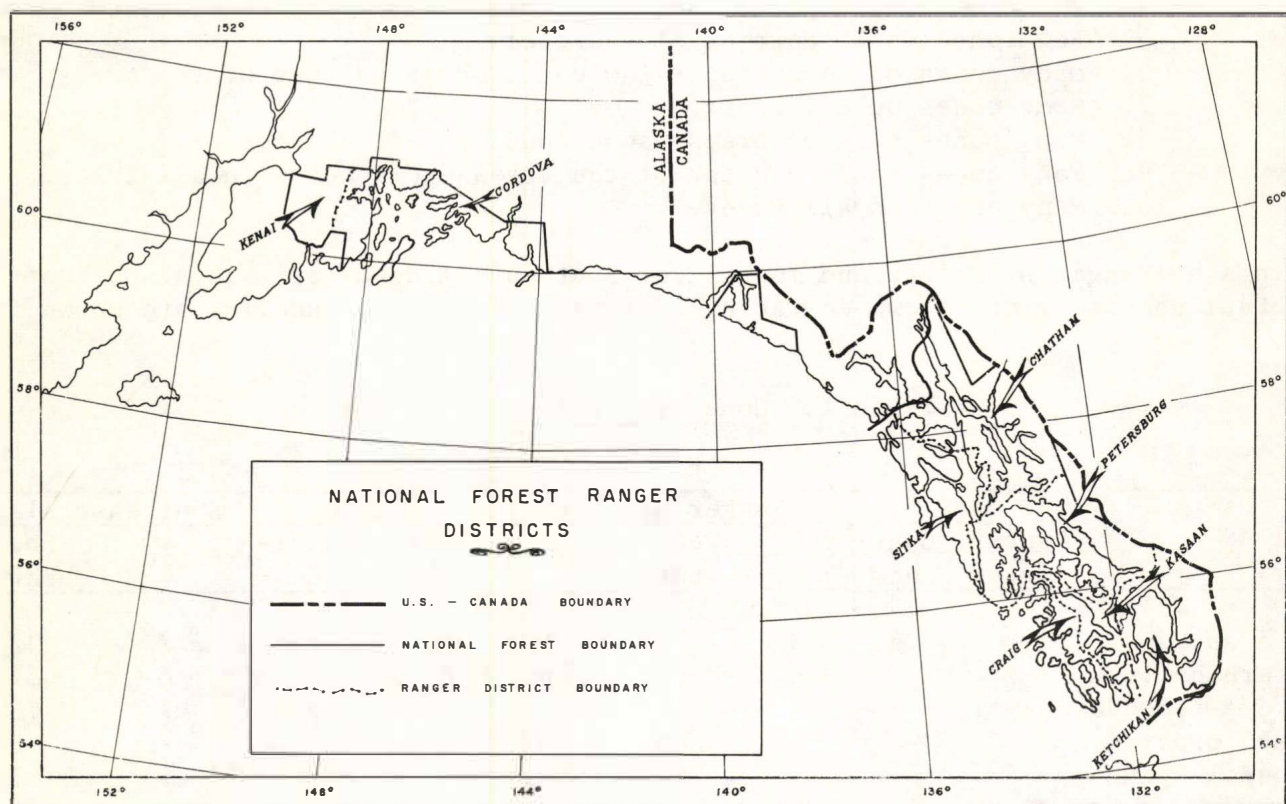 156° 152° 148° 144° 140° 136° 132° 128°
ALASKA
CANADA
CORDOVA
KENAI
60° 60°
CHATHAM
58° 58°
PETERSBURG
NATIONAL FOREST RANGER
DISTRICTS
SITKA
KASAAN
56° 56°
U.S. – CANADA BOUNDARY
NATIONAL FOREST BOUNDARY
CRAIG
RANGER DISTRICT BOUNDARY
KETCHIKAN
54° 54°
152° 148° 144° 140° 136° 132°